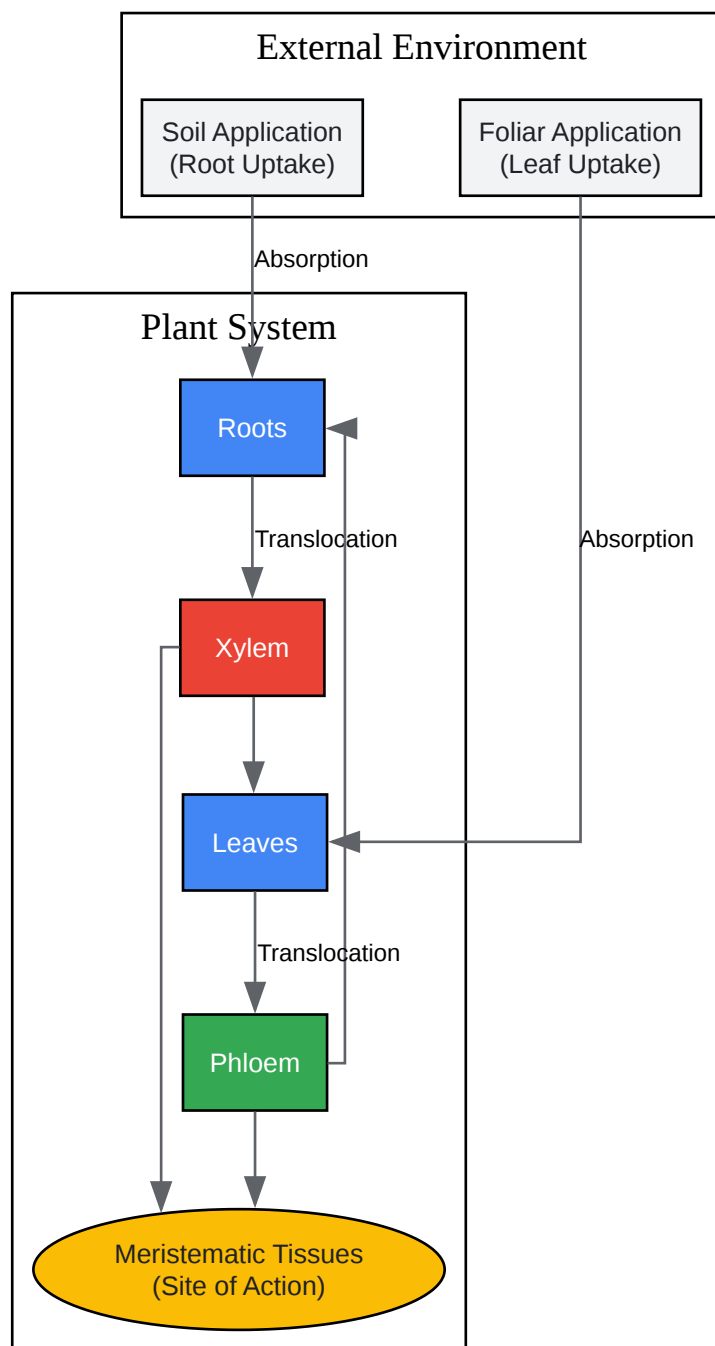 External Environment
Soil Application
(Root Uptake)
Foliar Application
(Leaf Uptake)
Absorption
Plant System
Roots
Translocation
Absorption
Xylem
Leaves
Translocation
Phloem
Meristematic Tissues
(Site of Action)